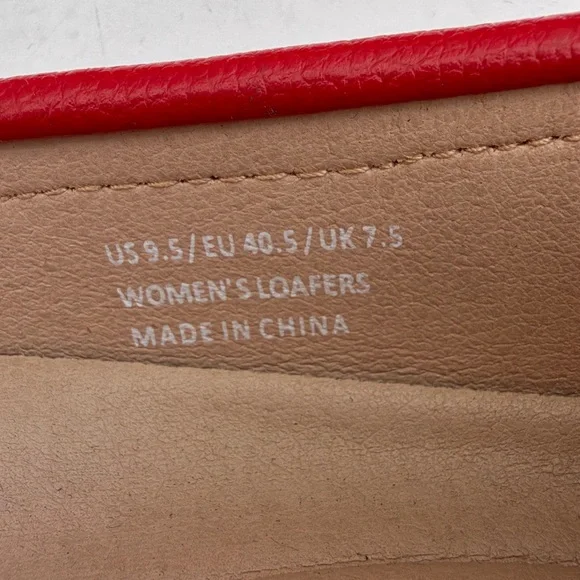 US 9.5/EU 40.5/UK 7.5
WOMEN'S LOAFERS
MADE IN CHINA